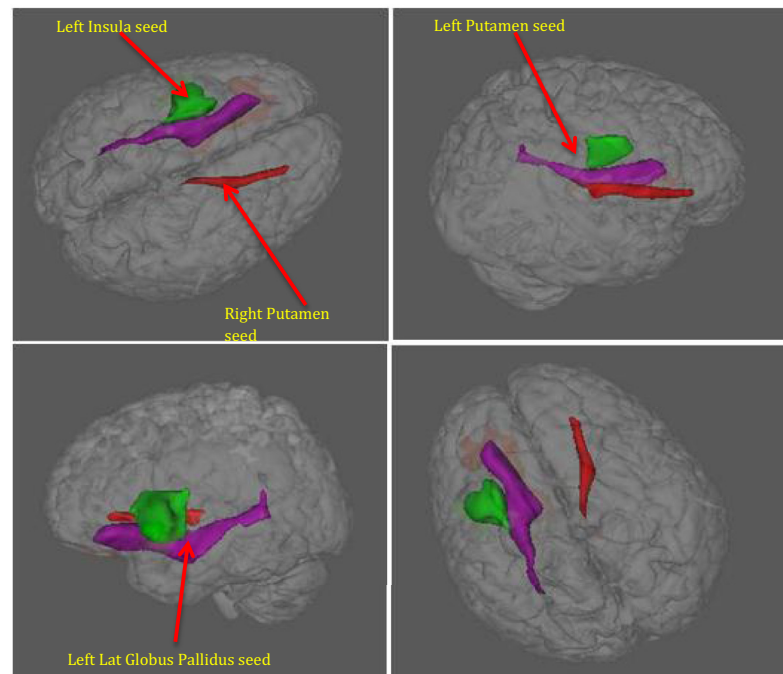 Left Insula seed
Left Putamen seed
Right Putamen
seed
Left Lat Globus Pallidus seed